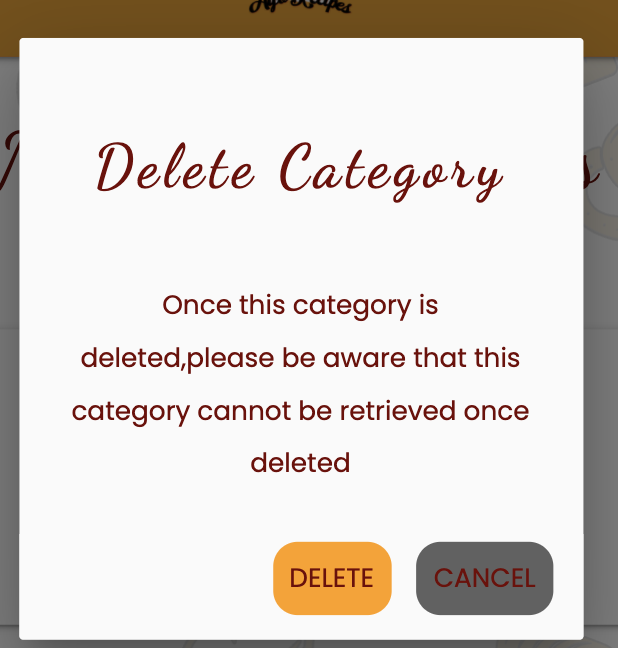 Recipes
Delete Category
Once this category is
deleted,please be aware that this
category cannot be retrieved once
deleted
DELETE
CANCEL